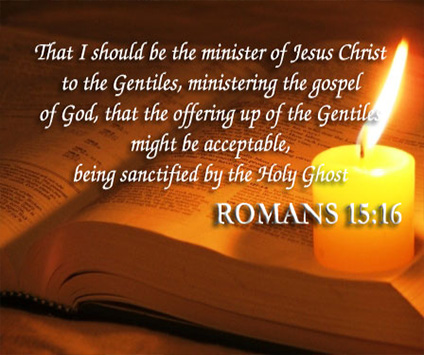 That I should be the minister of Jesus Christ
to the Gentiles, ministering the gospel
of God, that the offering up of the Gentiles
might be acceptable,
being sanctified by the Holy Ghost
ROMANS 15:16